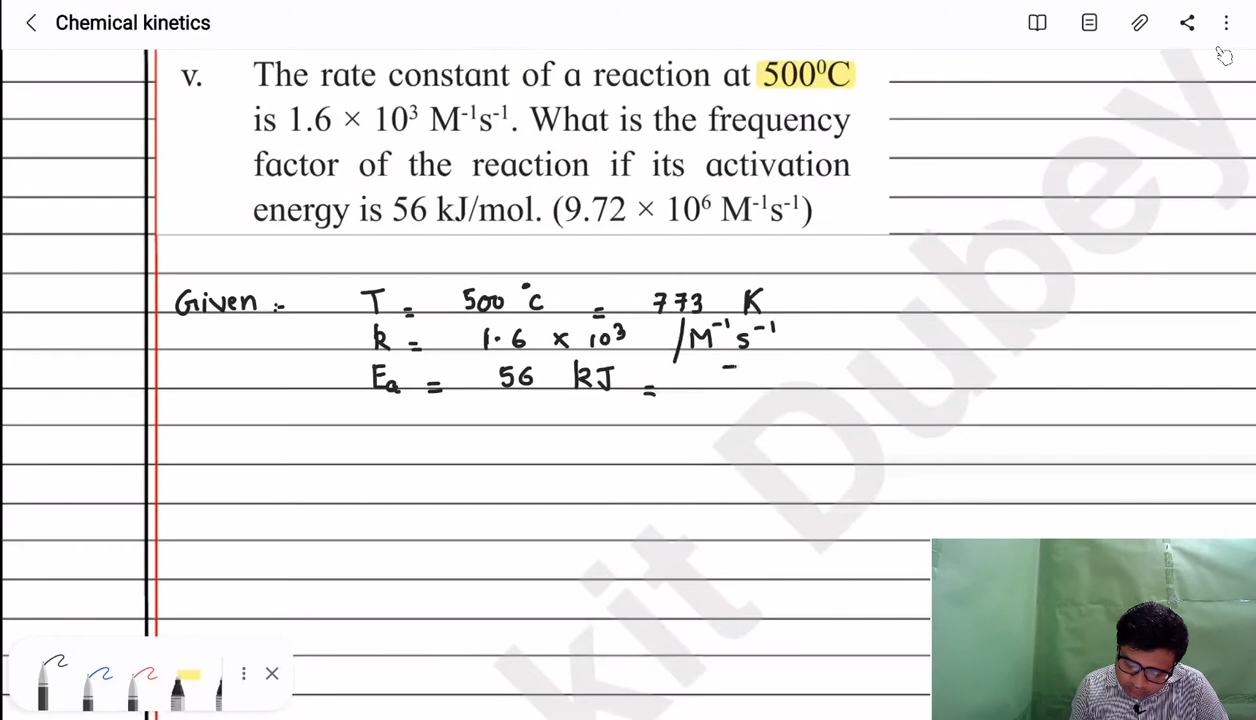 Chemical kinetics
v. The rate constant of a reaction at 500⁰C
is 1.6 × 10³ M⁻¹s⁻¹. What is the frequency
factor of the reaction if its activation
energy is 56 kJ/mol. (9.72 × 10⁶ M⁻¹s⁻¹)
Given :- T = 500 °c = 773 K
k = 1.6 x 10³ /M⁻¹ s⁻¹
Eₐ = 56 kJ =
kit Dubey